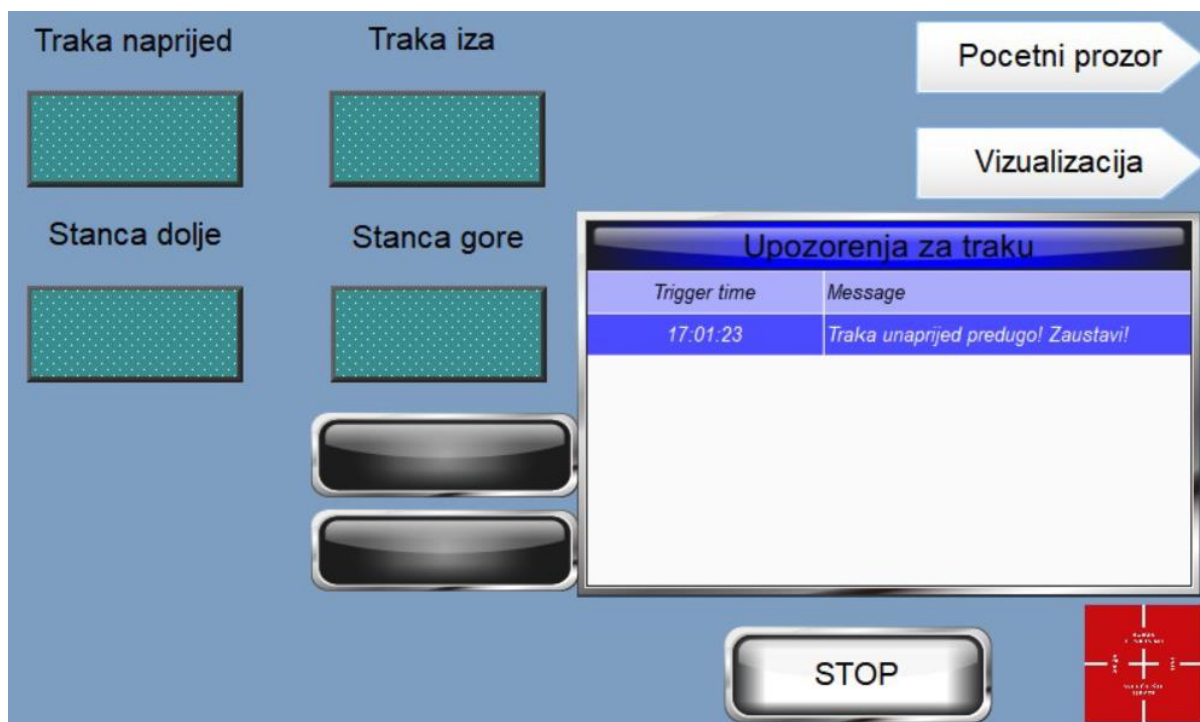 Traka naprijed
Traka iza
Pocetni prozor
Vizualizacija
Stanca dolje
Stanca gore
Upozorenja za traku
Trigger time Message
17:01:23 Traka unaprijed predugo! Zaustavi!
STOP